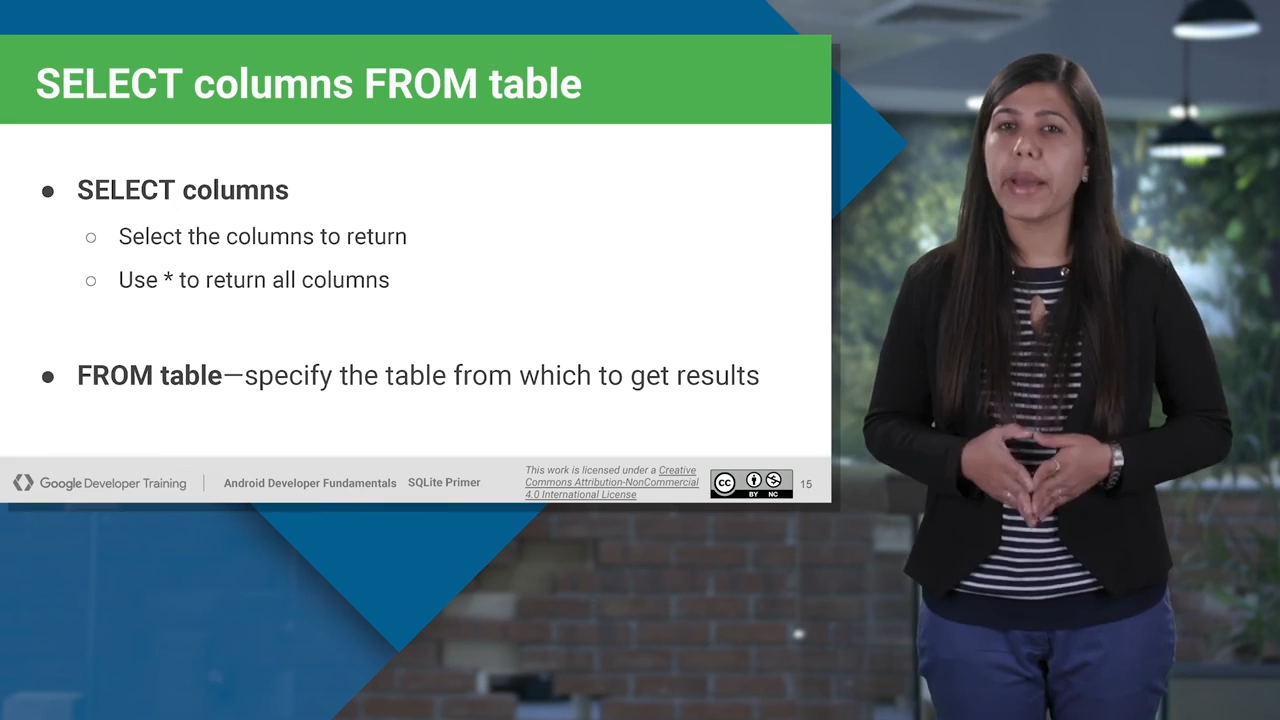 SELECT columns FROM table
● SELECT columns
○ Select the columns to return
○ Use * to return all columns
● FROM table—specify the table from which to get results
Google Developer Training
Android Developer Fundamentals
SQLite Primer
This work is licensed under a Creative
Commons Attribution-NonCommercial
4.0 International License
cc
BY NC
15